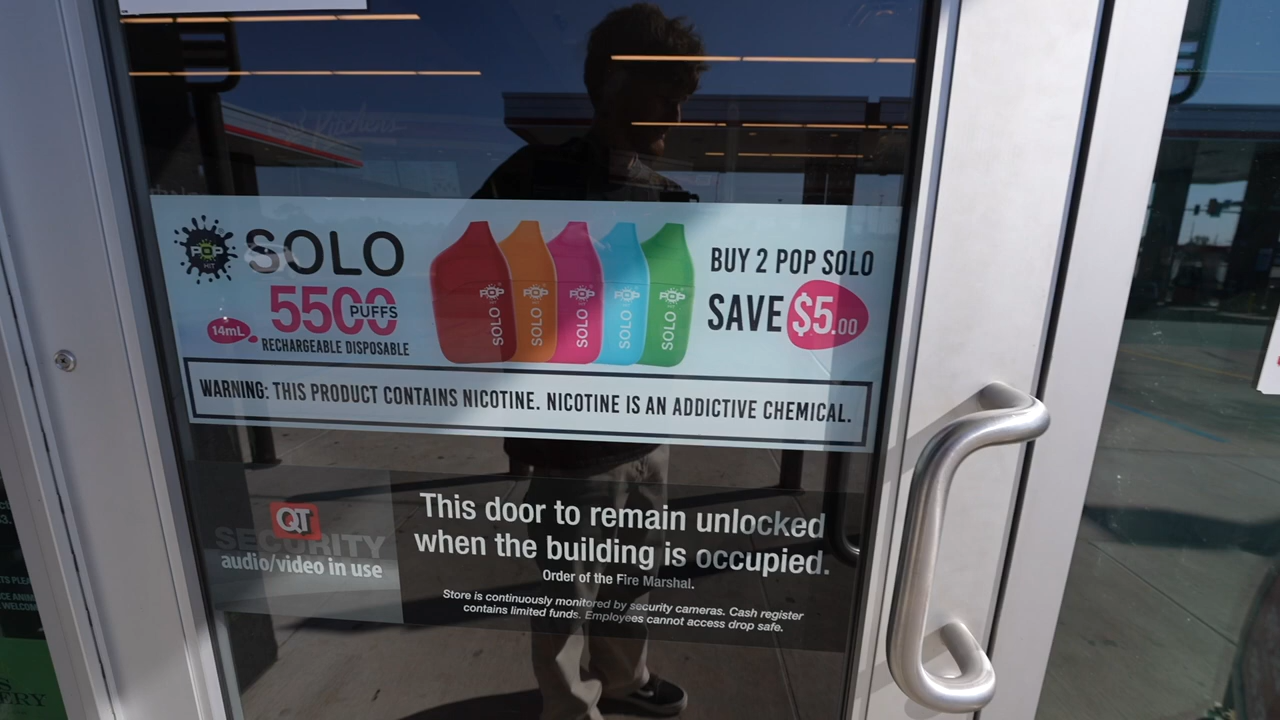 POP
SOLO
5500
PUFFS
14mL
RECHARGEABLE DISPOSABLE
POP
SOLO
POP
SOLO
POP
SOLO
POP
SOLO
POP
SOLO
BUY 2 POP SOLO
SAVE $5.00
WARNING: THIS PRODUCT CONTAINS NICOTINE. NICOTINE IS AN ADDICTIVE CHEMICAL.
QT
SECURITY
audio/video in use
This door to remain unlocked
when the building is occupied.
Order of the Fire Marshal.
Store is continuously monitored by security cameras. Cash register
contains limited funds. Employees cannot access drop safe.